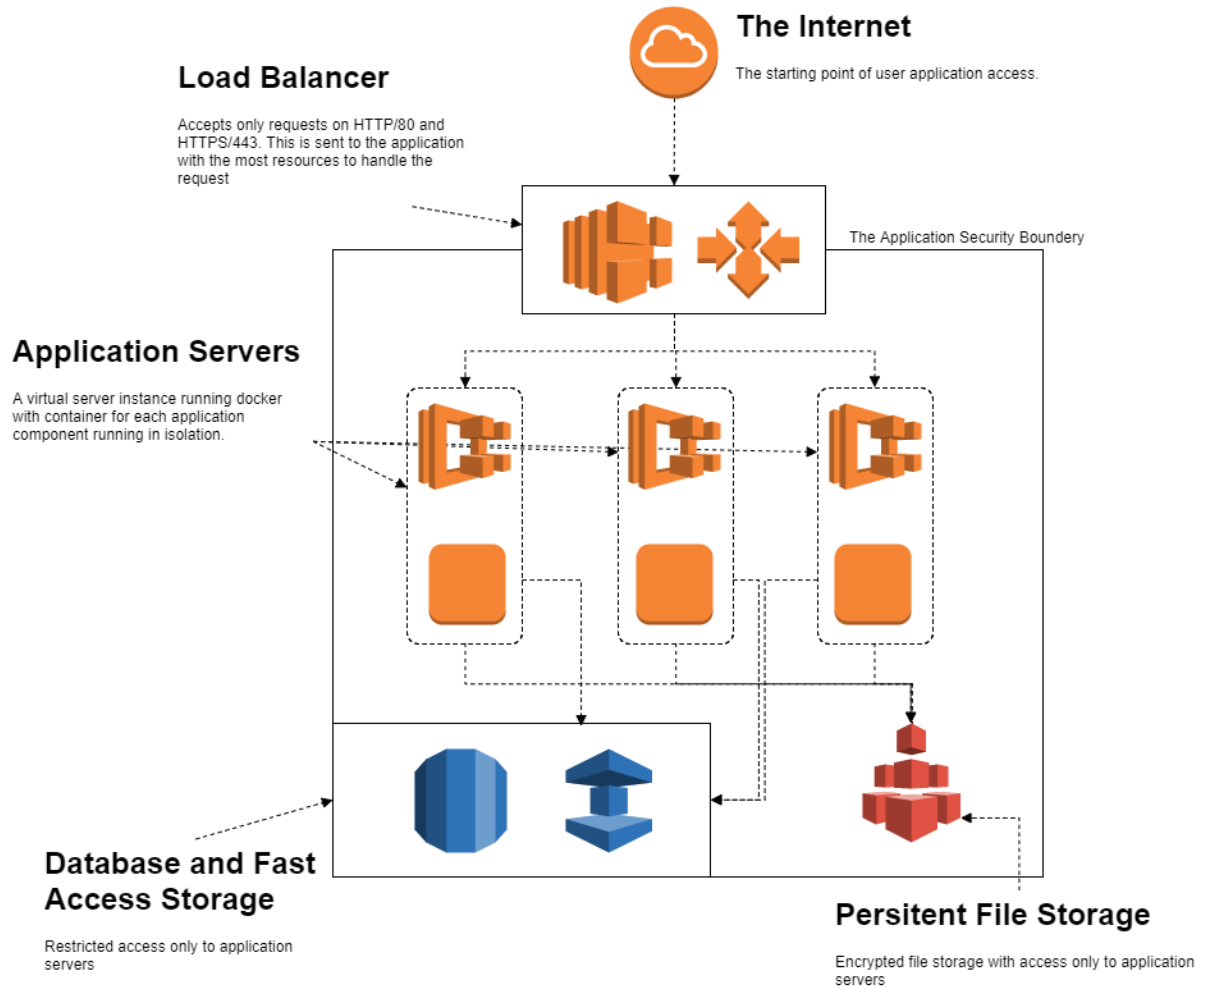 The Internet
The starting point of user application access.
Load Balancer
Accepts only requests on HTTP/80 and
HTTPS/443. This is sent to the application
with the most resources to handle the
request
The Application Security Boundery
Application Servers
A virtual server instance running docker
with container for each application
component running in isolation.
Database and Fast
Access Storage
Restricted access only to application
servers
Persitent File Storage
Encrypted file storage with access only to application
servers